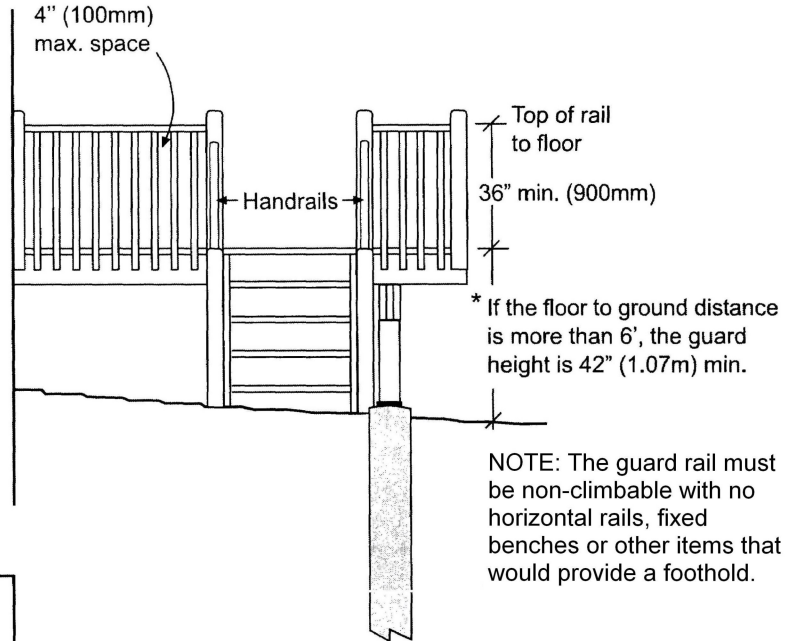 4” (100mm)
max. space
Top of rail
to floor
Handrails
36” min. (900mm)
* If the floor to ground distance
is more than 6’, the guard
height is 42” (1.07m) min.
NOTE: The guard rail must
be non-climbable with no
horizontal rails, fixed
benches or other items that
would provide a foothold.